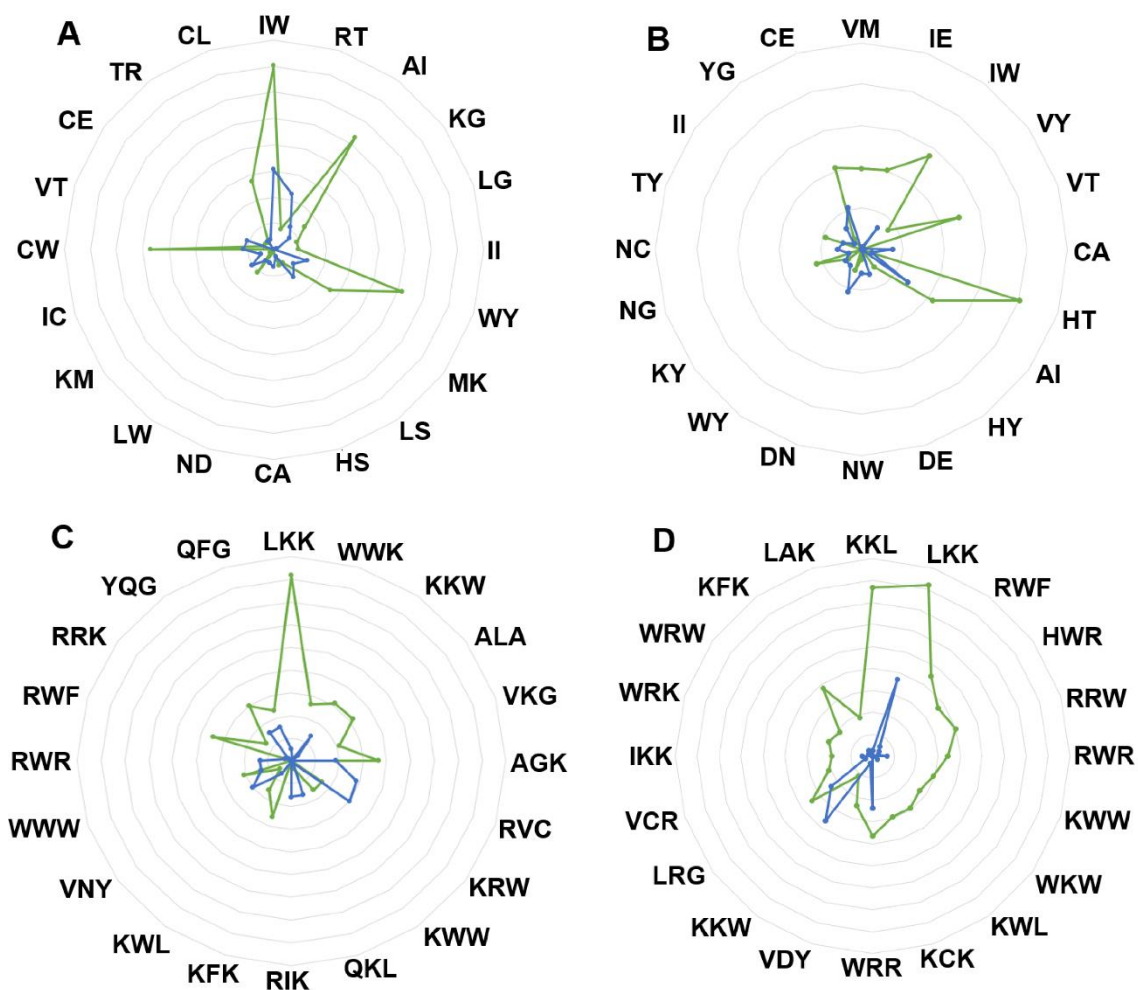 A
IW
RT
AI
KG
LG
II
WY
MK
LS
HS
CA
ND
LW
KM
IC
CW
VT
CE
TR
CL
B
VM
IE
IW
VY
VT
CA
HT
AI
HY
DE
NW
DN
WY
KY
NG
NC
TY
II
YG
CE
C
LKK
WWK
KKW
ALA
VKG
AGK
RVC
KRW
KWW
QKL
RIK
KFK
KWL
VNY
WWW
RWR
RWF
RRK
YQG
QFG
D
KKL
LKK
RWF
HWR
RRW
RWR
KWW
WKW
KWL
KCK
WRR
VDY
KKW
LRG
VCR
IKK
WRK
WRW
KFK
LAK